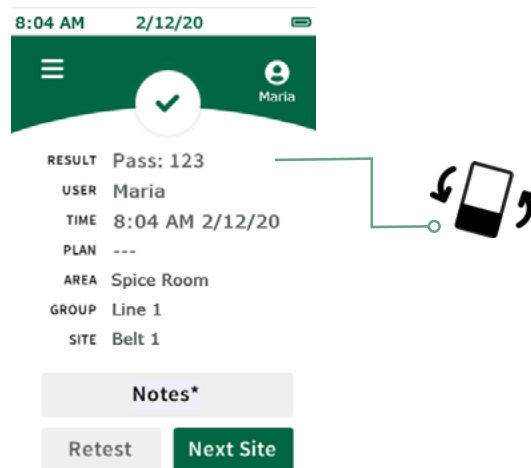 8:04 AM 2/12/20
Maria
RESULT Pass: 123
USER Maria
TIME 8:04 AM 2/12/20
PLAN ---
AREA Spice Room
GROUP Line 1
SITE Belt 1
Notes*
Retest Next Site